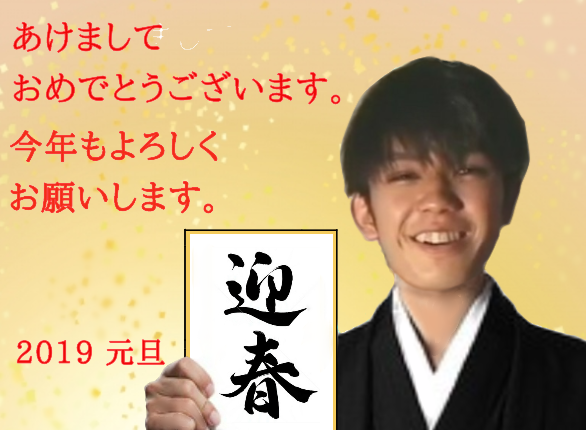 あけまして
おめでとうございます。
今年もよろしく
お願いします。
迎春
2019 元旦